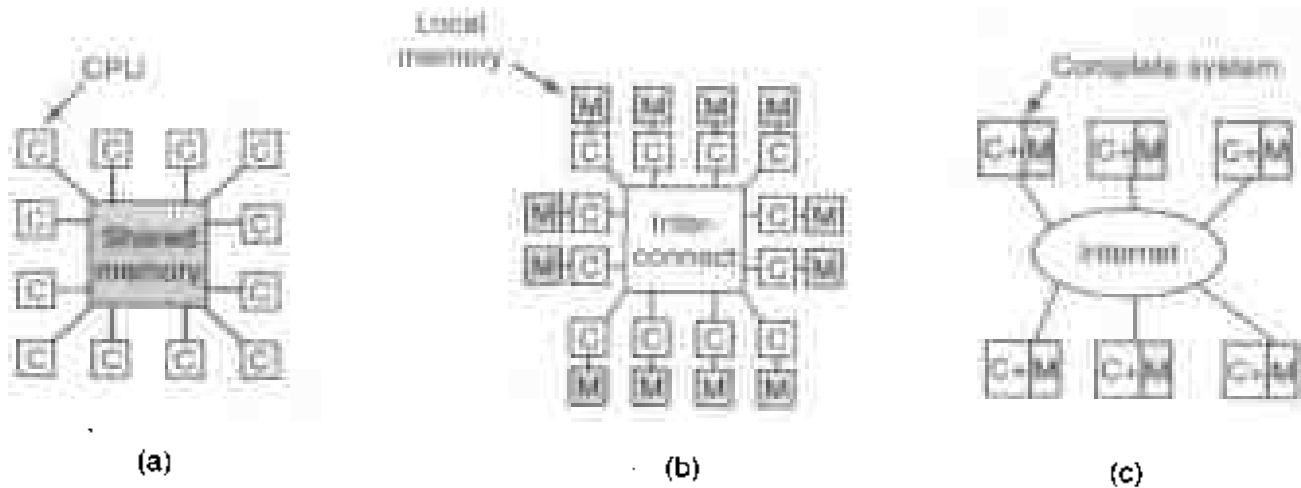 CPU
C C C C
C C
Shared
memory
C C
C C C C
(a)
Local
memory
M M M M
C C C C
M C C M
Inter-
connect
M C C M
C C C C
M M M M
(b)
Complete system
C+ M C+ M C+ M
Internet
C+ M C+ M C+ M
(c)